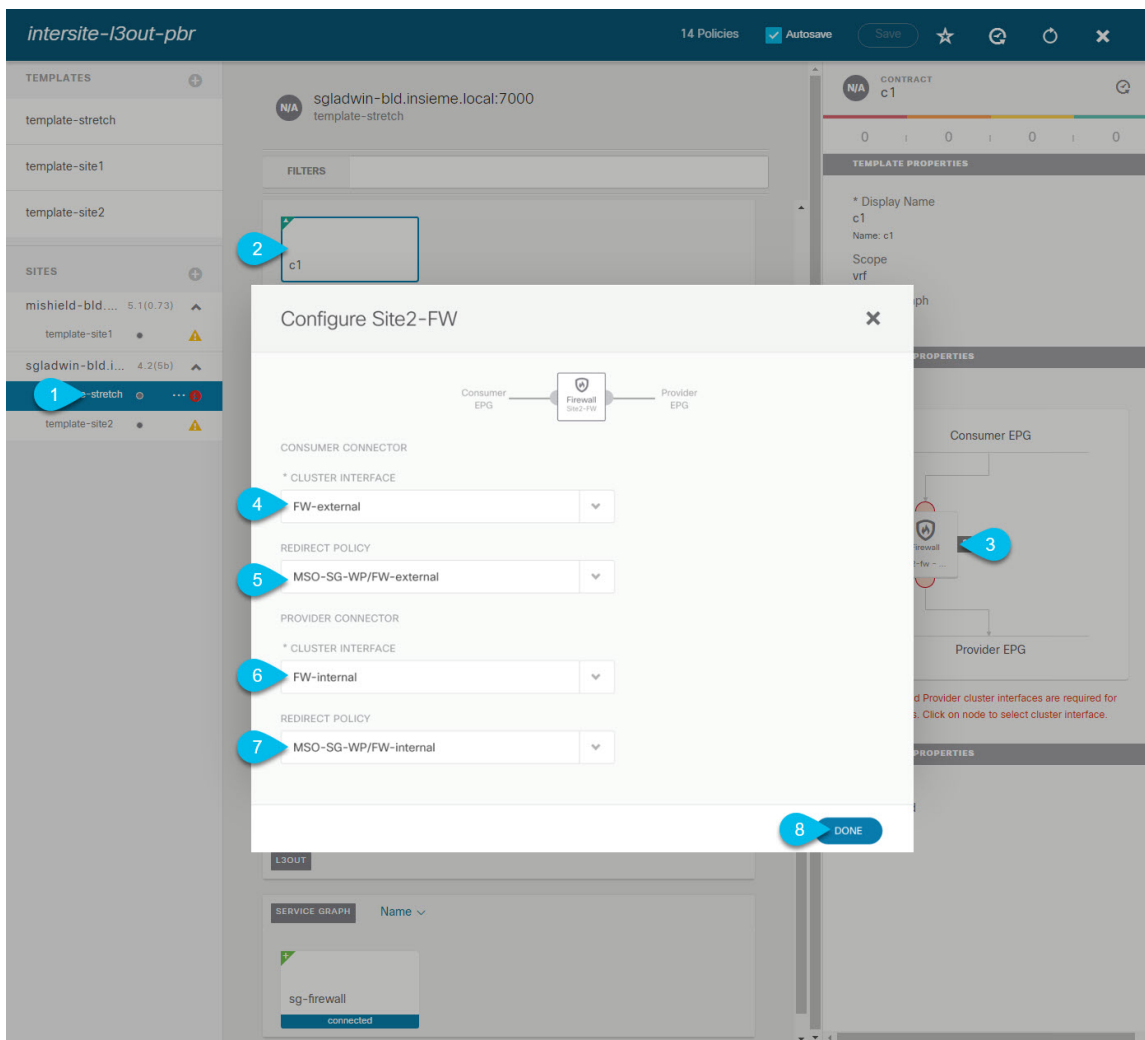 intersite-l3out-pbr
14 Policies
Autosave
Save
TEMPLATES
template-stretch
template-site1
template-site2
SITES
mishield-bld.... 5.1(0.73)
template-site1
sgladwin-bld.i... 4.2(5b)
1
e-stretch
...
template-site2
N/A
sgladwin-bld.insieme.local:7000
template-stretch
FILTERS
2
c1
Configure Site2-FW
Consumer EPG
Firewall
Site2-FW
Provider EPG
CONSUMER CONNECTOR
* CLUSTER INTERFACE
4
FW-external
REDIRECT POLICY
5
MSO-SG-WP/FW-external
PROVIDER CONNECTOR
* CLUSTER INTERFACE
6
FW-internal
REDIRECT POLICY
7
MSO-SG-WP/FW-internal
8
DONE
L3OUT
SERVICE GRAPH
Name
sg-firewall
connected
N/A
CONTRACT
c1
0 0 0 0
TEMPLATE PROPERTIES
* Display Name
c1
Name: c1
Scope
vrf
ph
PROPERTIES
Consumer EPG
irewall
-fw - ...
3
Provider EPG
d Provider cluster interfaces are required for
s. Click on node to select cluster interface.
PROPERTIES